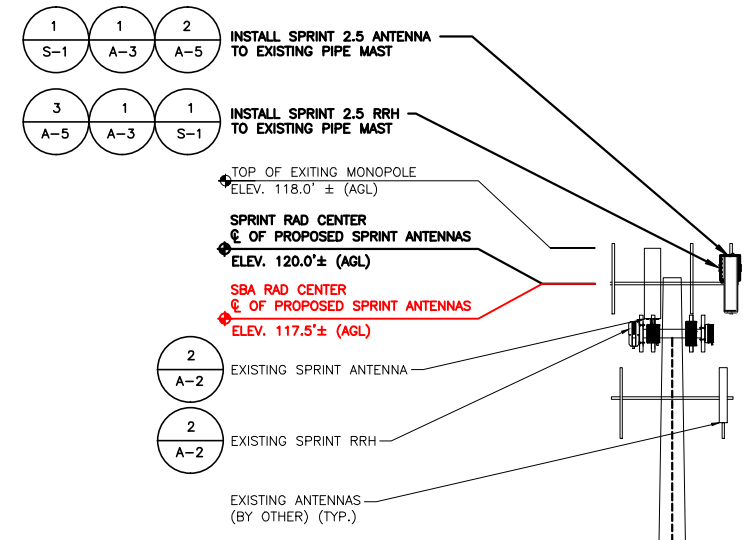 1 1 2
S-1 A-3 A-5
INSTALL SPRINT 2.5 ANTENNA
TO EXISTING PIPE MAST
3 1 1
A-5 A-3 S-1
INSTALL SPRINT 2.5 RRH
TO EXISTING PIPE MAST
TOP OF EXITING MONOPOLE
ELEV. 118.0' ± (AGL)
SPRINT RAD CENTER
℄ OF PROPOSED SPRINT ANTENNAS
ELEV. 120.0'± (AGL)
SBA RAD CENTER
℄ OF PROPOSED SPRINT ANTENNAS
ELEV. 117.5'± (AGL)
2
A-2
EXISTING SPRINT ANTENNA
2
A-2
EXISTING SPRINT RRH
EXISTING ANTENNAS
(BY OTHER) (TYP.)